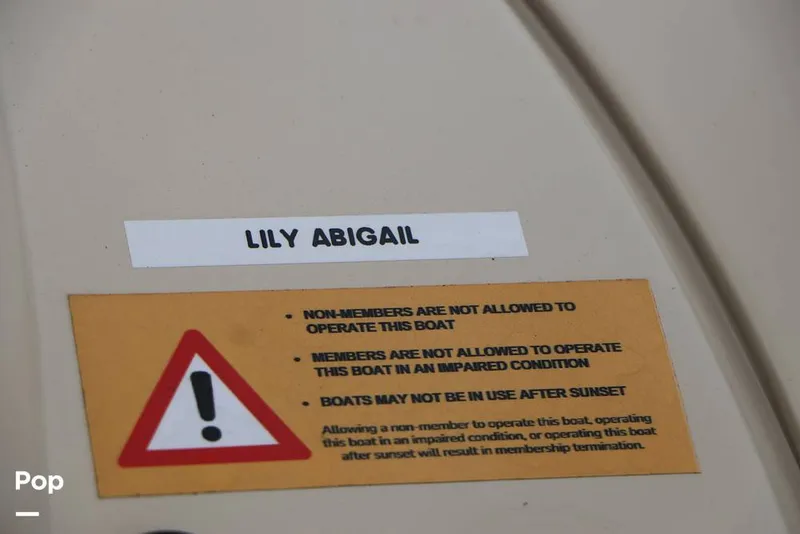 LILY ABIGAIL
• NON-MEMBERS ARE NOT ALLOWED TO
OPERATE THIS BOAT
• MEMBERS ARE NOT ALLOWED TO OPERATE
THIS BOAT IN AN IMPAIRED CONDITION
• BOATS MAY NOT BE IN USE AFTER SUNSET
Allowing a non-member to operate this boat, operating
this boat in an impaired condition, or operating this boat
after sunset will result in membership termination.
!
Pop